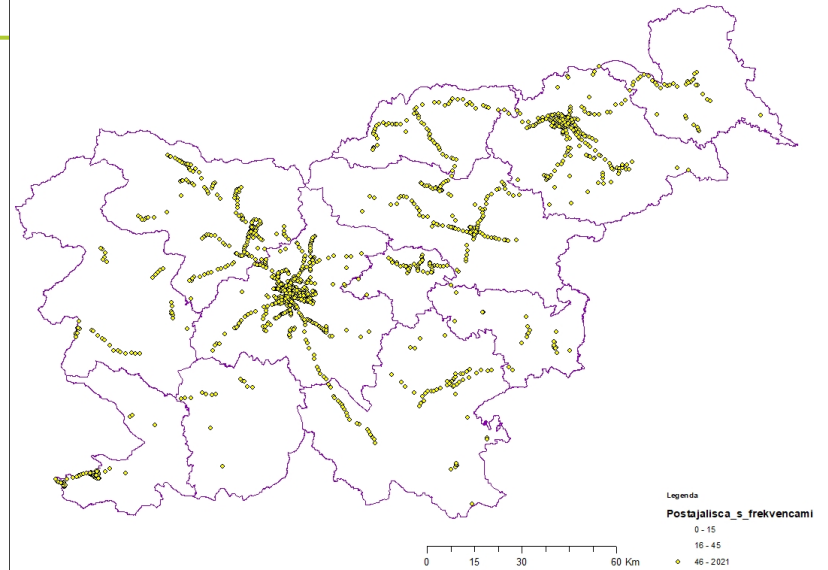 Legenda
Postajalisca_s_frekvencami
0 - 15
16 - 45
46 - 2021
0 15 30 60 Km